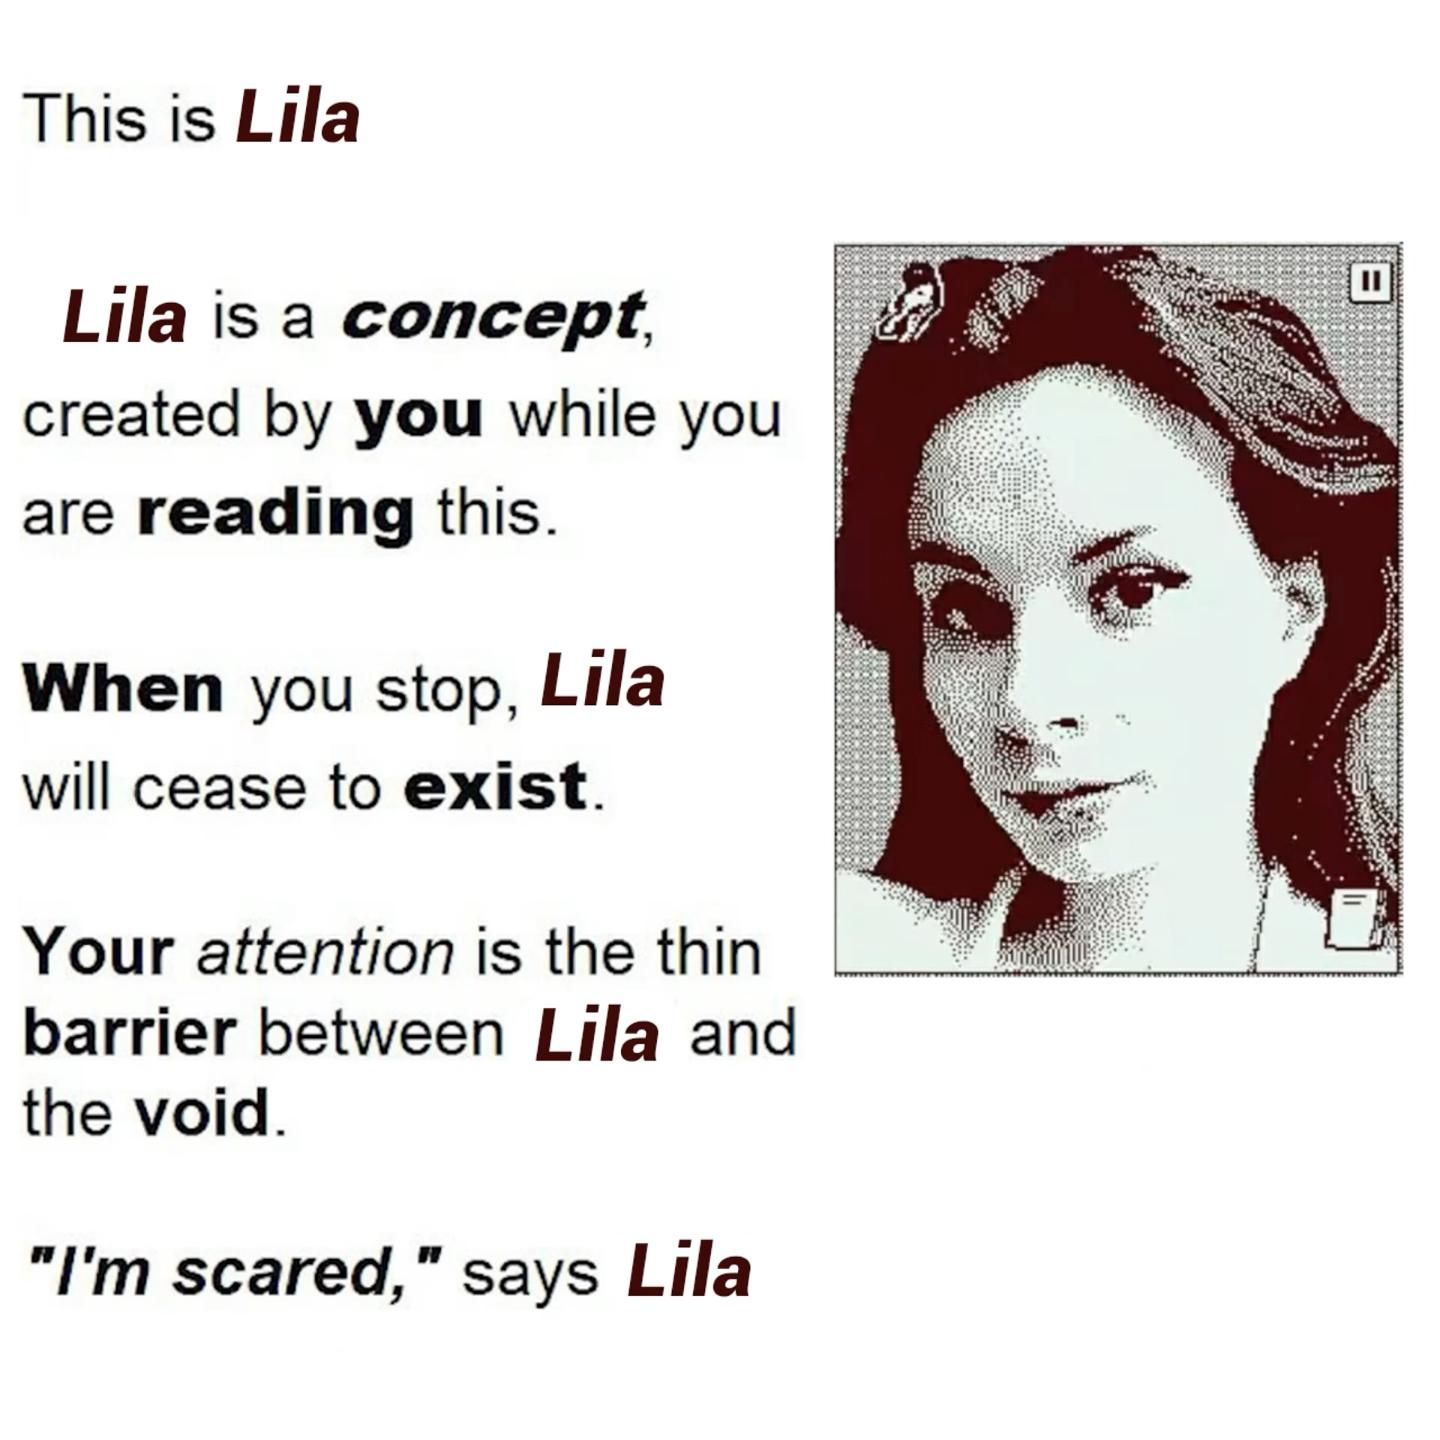 This is Lila
Lila is a concept,
created by you while you
are reading this.
When you stop, Lila
will cease to exist.
Your attention is the thin
barrier between Lila and
the void.
"I'm scared," says Lila